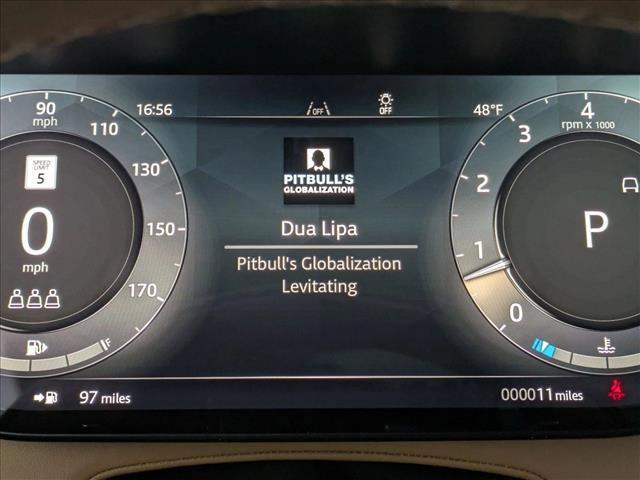 90
mph
110
130
150
170
SPEED
LIMIT
5
0
mph
F
16:56
OFF
OFF
48°F
PITBULL'S
GLOBALIZATION
Dua Lipa
Pitbull's Globalization
Levitating
4
rpm x 1000
3
2
1
0
P
97 miles
000011 miles